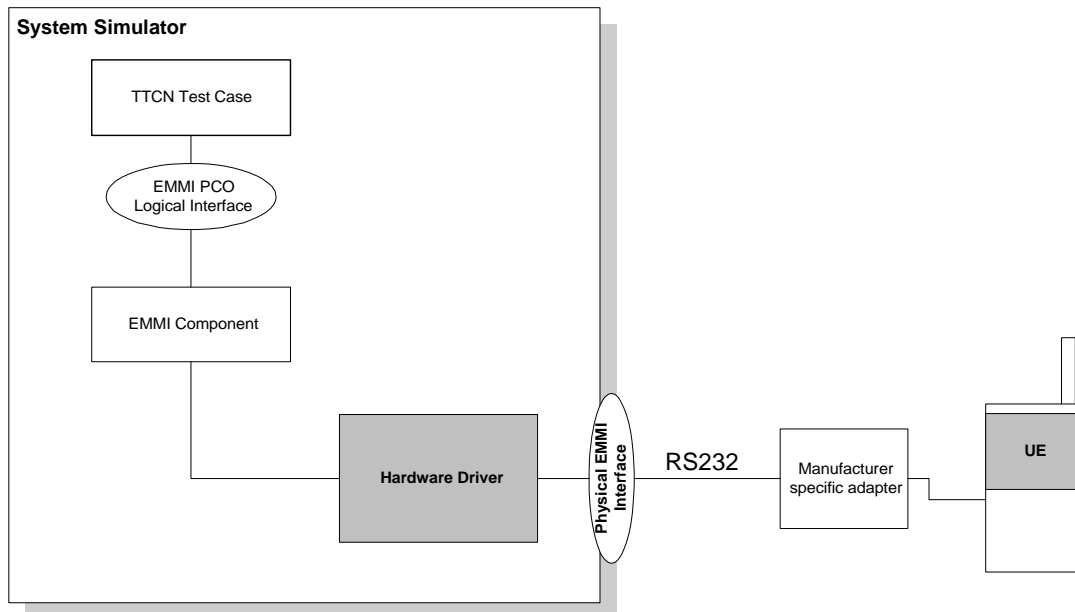 System Simulator
TTCN Test Case
EMMI PCO
Logical Interface
EMMI Component
Hardware Driver
Physical EMMI
Interface
RS232
Manufacturer
specific adapter
UE